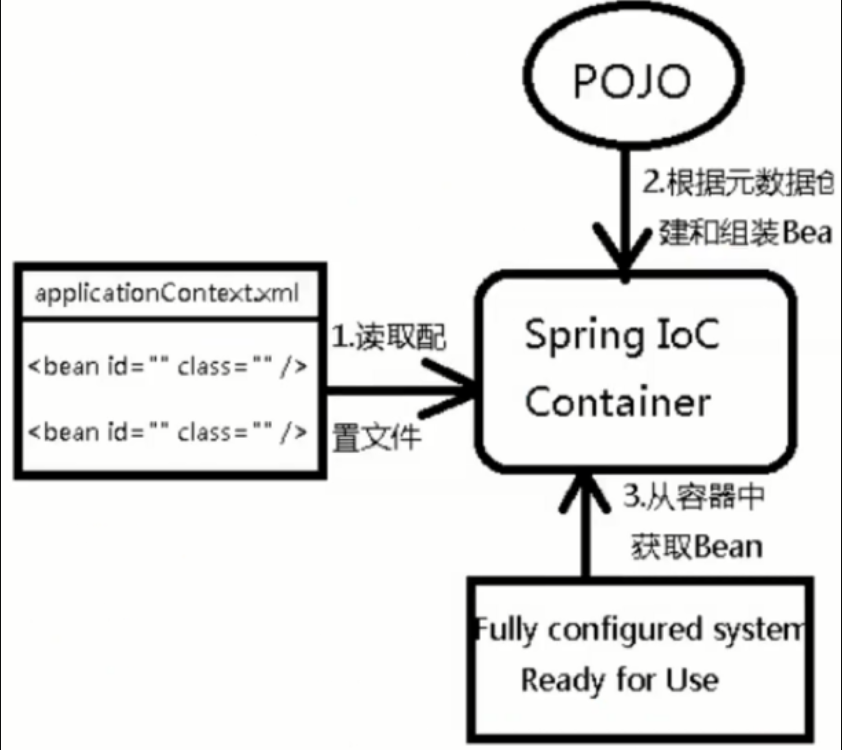 POJO
2.根据元数据创
建和组装Bea
applicationContext.xml
<bean id="" class="" />
<bean id="" class="" />
1.读取配
置文件
Spring IoC
Container
3.从容器中
获取Bean
Fully configured system
Ready for Use